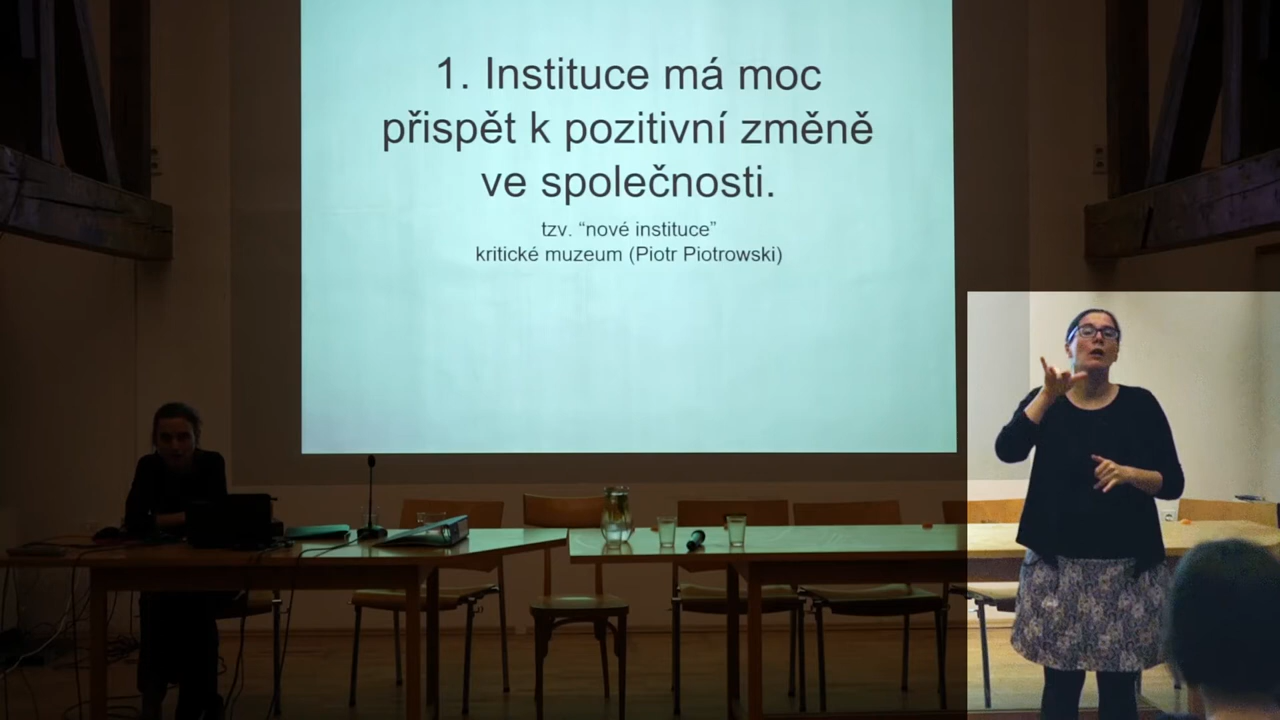 1. Instituce má moc
přispět k pozitivní změně
ve společnosti.
tzv. “nové instituce”
kritické muzeum (Piotr Piotrowski)